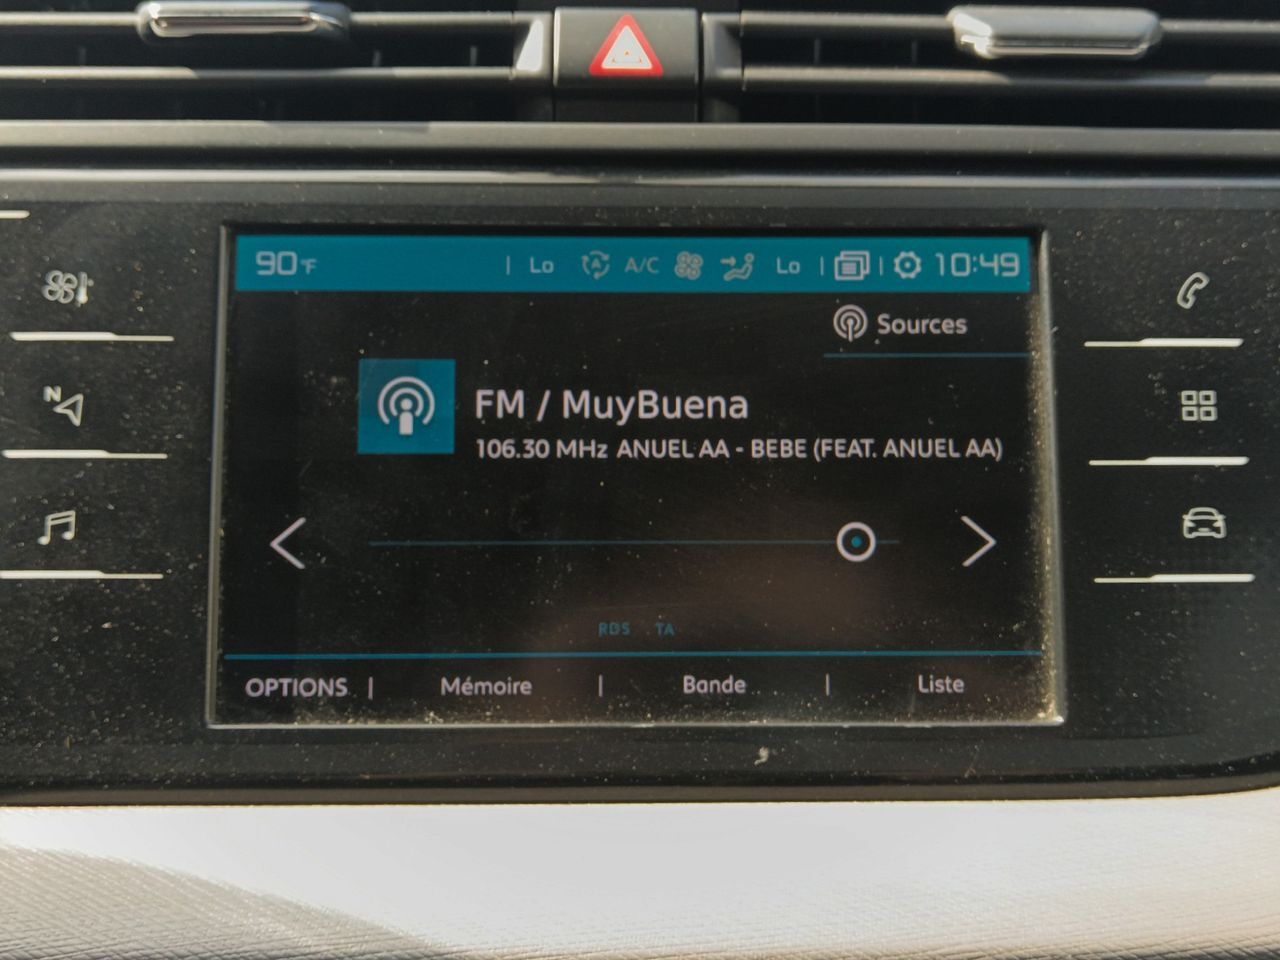 90°F | Lo A A/C Lo | | 10:49
Sources
FM / MuyBuena
106.30 MHz ANUEL AA - BEBE (FEAT. ANUEL AA)
N
RDS TA
OPTIONS | Mémoire | Bande | Liste